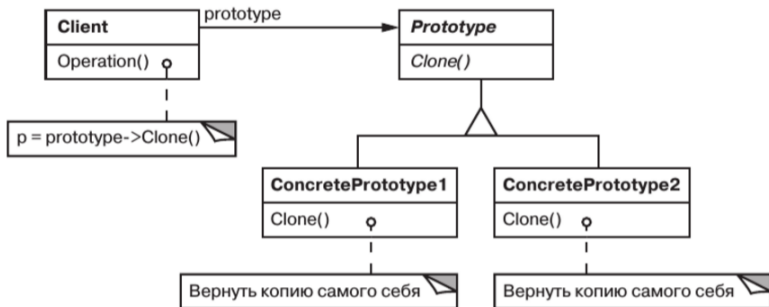 prototype
Client
Prototype
Operation()
Clone()
p = prototype->Clone()
ConcretePrototype1
ConcretePrototype2
Clone()
Clone()
Вернуть копию самого себя
Вернуть копию самого себя